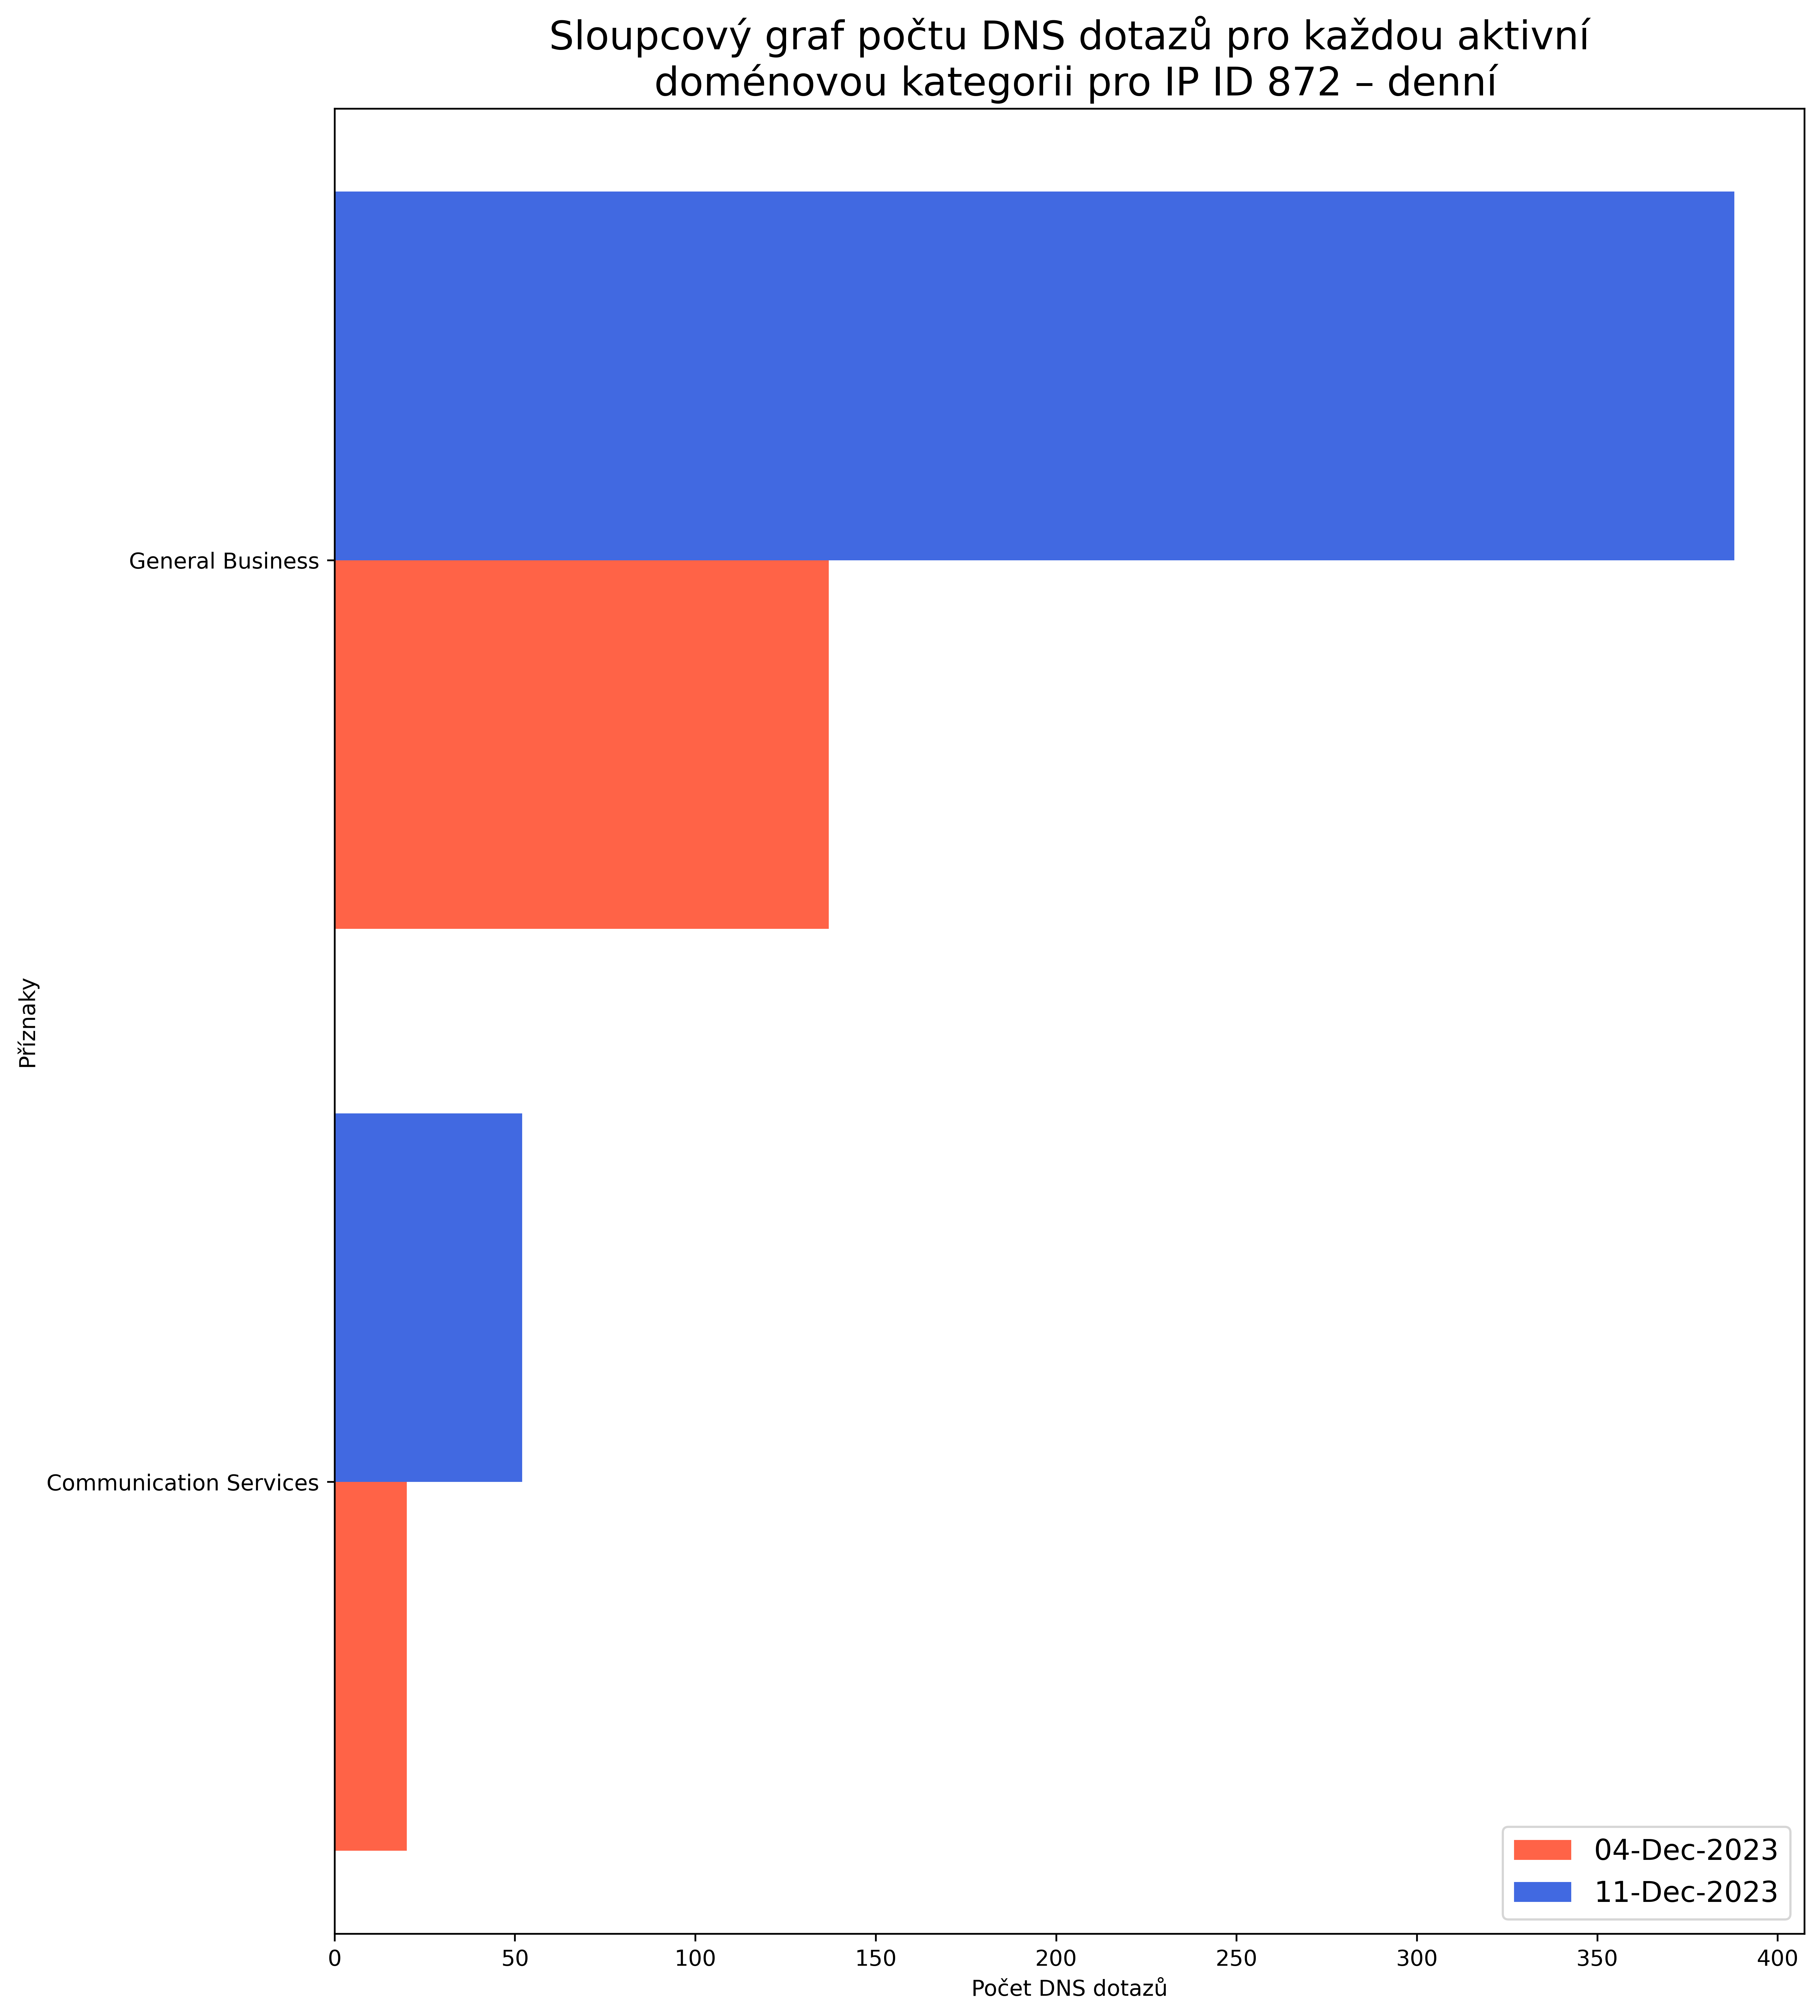 Sloupcový graf počtu DNS dotazů pro každou aktivní
doménovou kategorii pro IP ID 872 – denní
General Business
Příznaky
Communication Services
04-Dec-2023
11-Dec-2023
0 50 100 150 200 250 300 350 400
Počet DNS dotazů